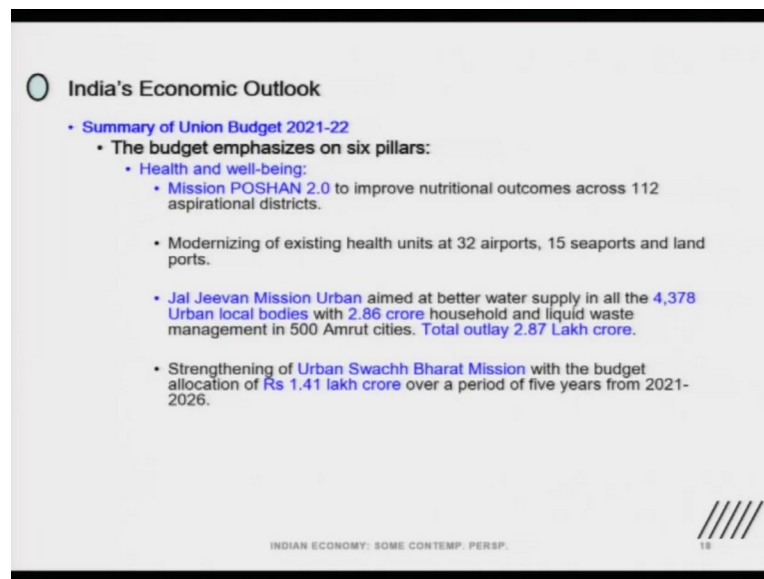 India's Economic Outlook
• Summary of Union Budget 2021-22
• The budget emphasizes on six pillars:
• Health and well-being:
• Mission POSHAN 2.0 to improve nutritional outcomes across 112
aspirational districts.
• Modernizing of existing health units at 32 airports, 15 seaports and land
ports.
• Jal Jeevan Mission Urban aimed at better water supply in all the 4,378
Urban local bodies with 2.86 crore household and liquid waste
management in 500 Amrut cities. Total outlay 2.87 Lakh crore.
• Strengthening of Urban Swachh Bharat Mission with the budget
allocation of Rs 1.41 lakh crore over a period of five years from 2021-
2026.
INDIAN ECONOMY: SOME CONTEMP. PERSP.
18